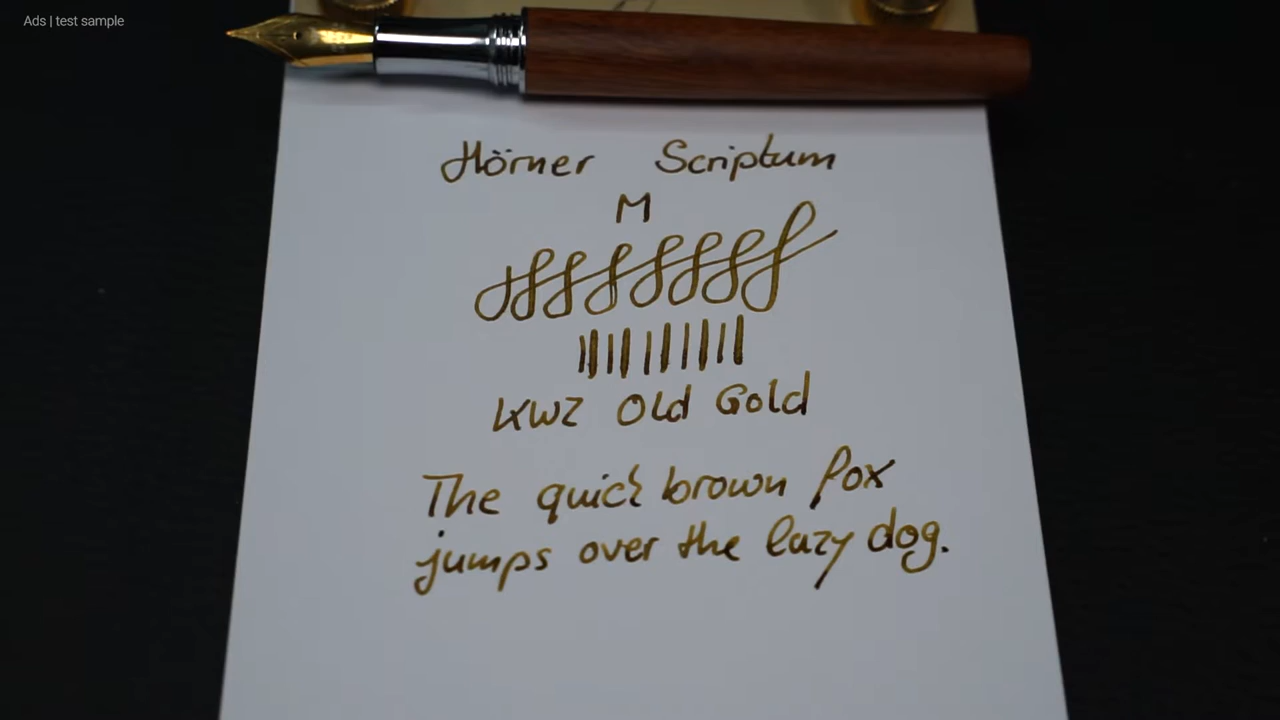 Ads | test sample
Hörner Scriptum
M
KWZ Old Gold
The quick brown fox
jumps over the lazy dog.